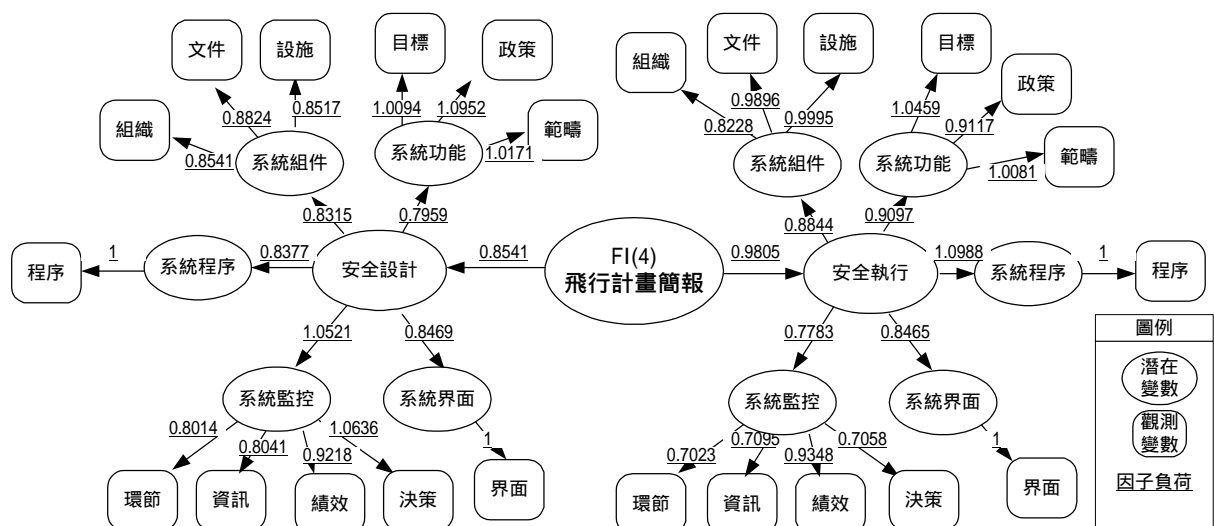 文件
設施
目標
政策
組織
範疇
0.8824
0.8517
1.0094
1.0952
0.8541
系統組件
系統功能
1.0171
0.8315
0.7959
程序
1
系統程序
0.8377
安全設計
0.8541
FI(4)
飛行計畫簡報
1.0521
0.8469
系統監控
系統界面
0.8014
0.8041
0.9218
1.0636
1
環節
資訊
績效
決策
界面
組織
文件
設施
目標
政策
範疇
0.8228
0.9896
0.9995
1.0459
0.9117
系統組件
系統功能
1.0081
0.8844
0.9097
0.9805
安全執行
1.0988
系統程序
1
程序
0.7783
0.8465
系統監控
系統界面
0.7023
0.7095
0.9348
0.7058
1
環節
資訊
績效
決策
界面
圖例
潛在
變數
觀測
變數
因子負荷